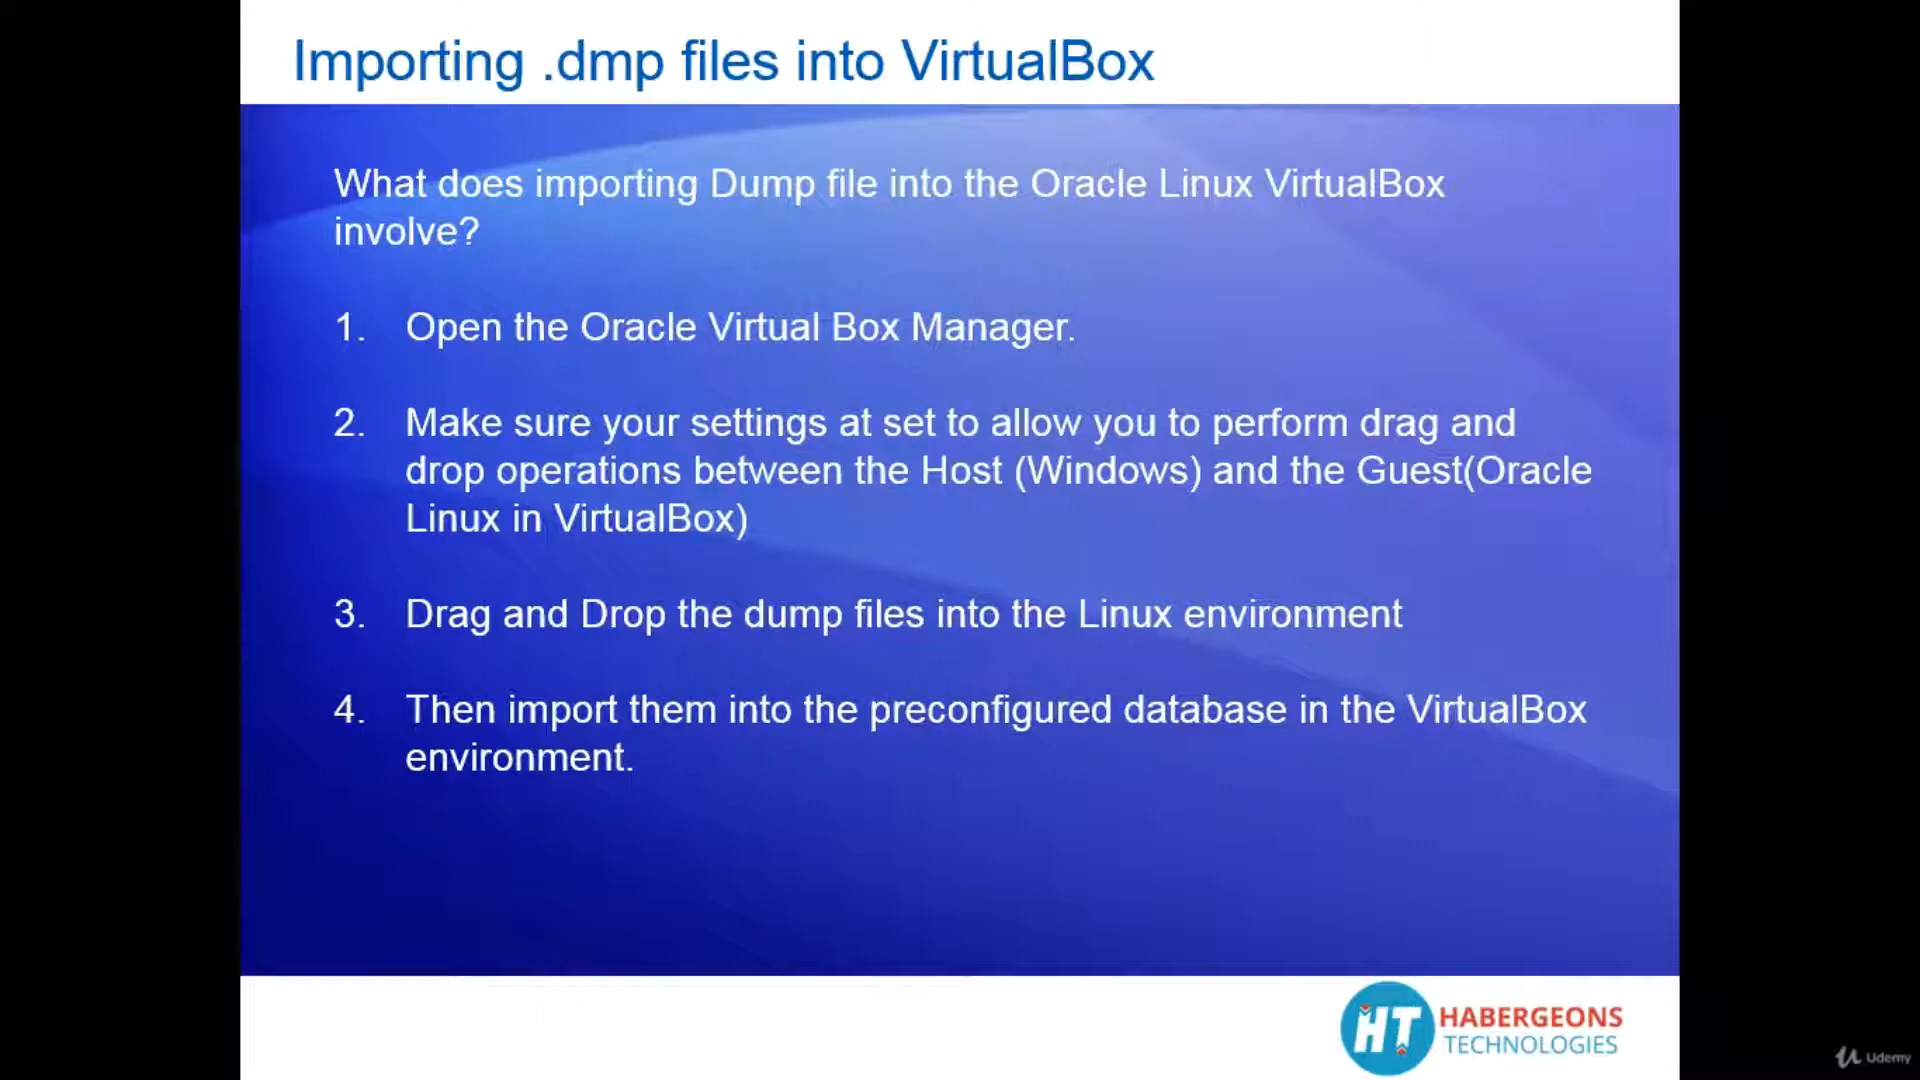 Importing .dmp files into VirtualBox
What does importing Dump file into the Oracle Linux VirtualBox
involve?
1. Open the Oracle Virtual Box Manager.
2. Make sure your settings at set to allow you to perform drag and
drop operations between the Host (Windows) and the Guest(Oracle
Linux in VirtualBox)
3. Drag and Drop the dump files into the Linux environment
4. Then import them into the preconfigured database in the VirtualBox
environment.
HT HABERGEONS
TECHNOLOGIES
Udemy